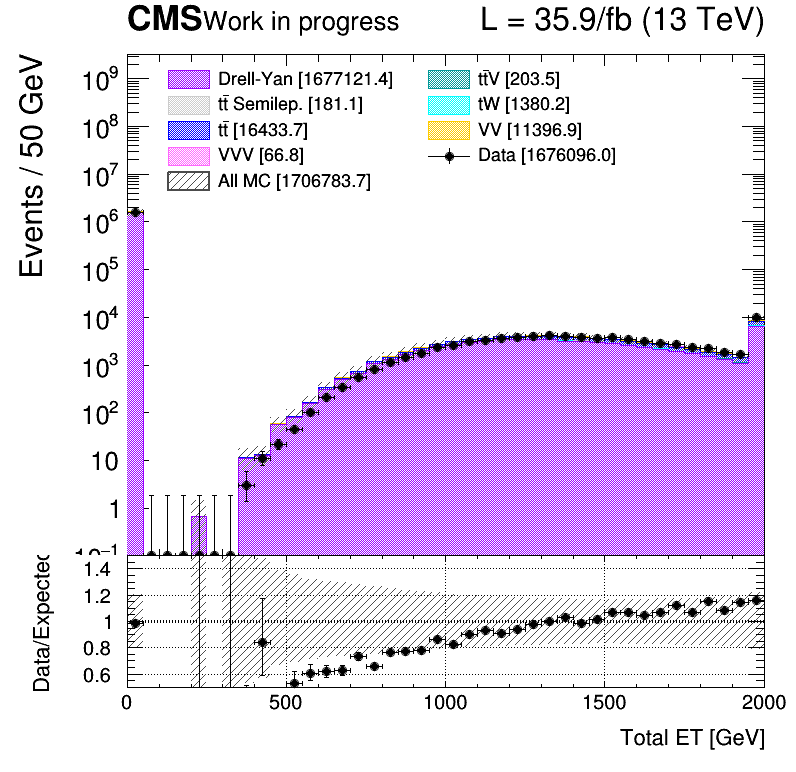 CMS Work in progress L = 35.9/fb (13 TeV)
Events / 50 GeV
Drell-Yan [1677121.4] tt̄V [203.5]
tt̄ Semilep. [181.1] tW [1380.2]
tt̄ [16433.7] VV [11396.9]
VVV [66.8] Data [1676096.0]
All MC [1706783.7]
10⁹
10⁸
10⁷
10⁶
10⁵
10⁴
10³
10²
10
1
10⁻¹
Data/Expected
1.4
1.2
1
0.8
0.6
0 500 1000 1500 2000
Total ET [GeV]